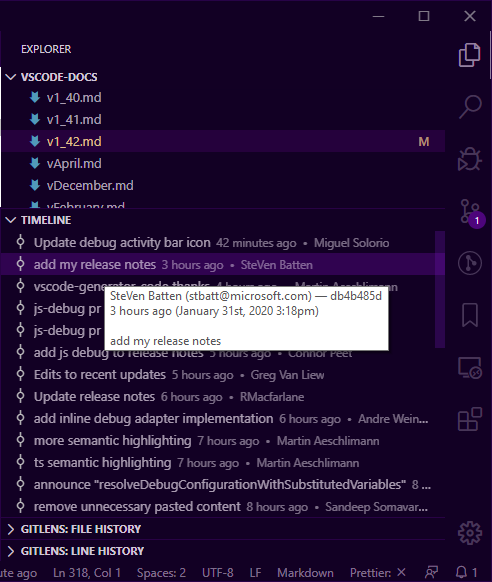 EXPLORER
VSCODE-DOCS
v1_40.md
v1_41.md
v1_42.md M
vApril.md
vDecember.md
vFebruary.md
TIMELINE
1
Update debug activity bar icon 42 minutes ago • Miguel Solorio
add my release notes 3 hours ago • SteVen Batten
vscode-generator-code thanks
SteVen Batten (stbatt@microsoft.com) — db4b485d
3 hours ago (January 31st, 2020 3:18pm)
add my release notes
js-debug pr
js-debug pr
add js debug to release notes 5 hours ago • Connor Peet
Edits to recent updates 5 hours ago • Greg Van Liew
Update release notes 6 hours ago • RMacfarlane
add inline debug adapter implementation 6 hours ago • Andre Wein...
more semantic highlighting 7 hours ago • Martin Aeschlimann
ts semantic highlighting 7 hours ago • Martin Aeschlimann
announce "resolveDebugConfigurationWithSubstitutedVariables" 8 ...
remove unnecessary pasted content 8 hours ago • Sandeep Somavar...
GITLENS: FILE HISTORY
GITLENS: LINE HISTORY
ute ago Ln 318, Col 1 Spaces: 2 UTF-8 LF Markdown Prettier: × 1